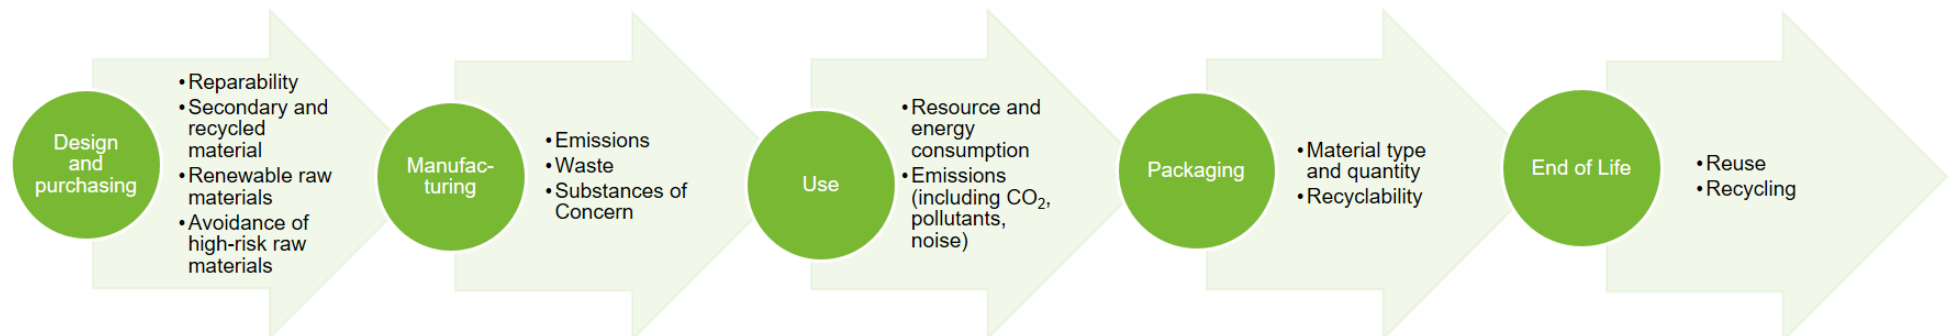 Design
and
purchasing
•Reparability
•Secondary and
recycled
material
•Renewable raw
materials
•Avoidance of
high-risk raw
materials
Manufac-
turing
•Emissions
•Waste
•Substances of
Concern
Use
•Resource and
energy
consumption
•Emissions
(including CO₂,
pollutants,
noise)
Packaging
•Material type
and quantity
•Recyclability
End of Life
•Reuse
•Recycling